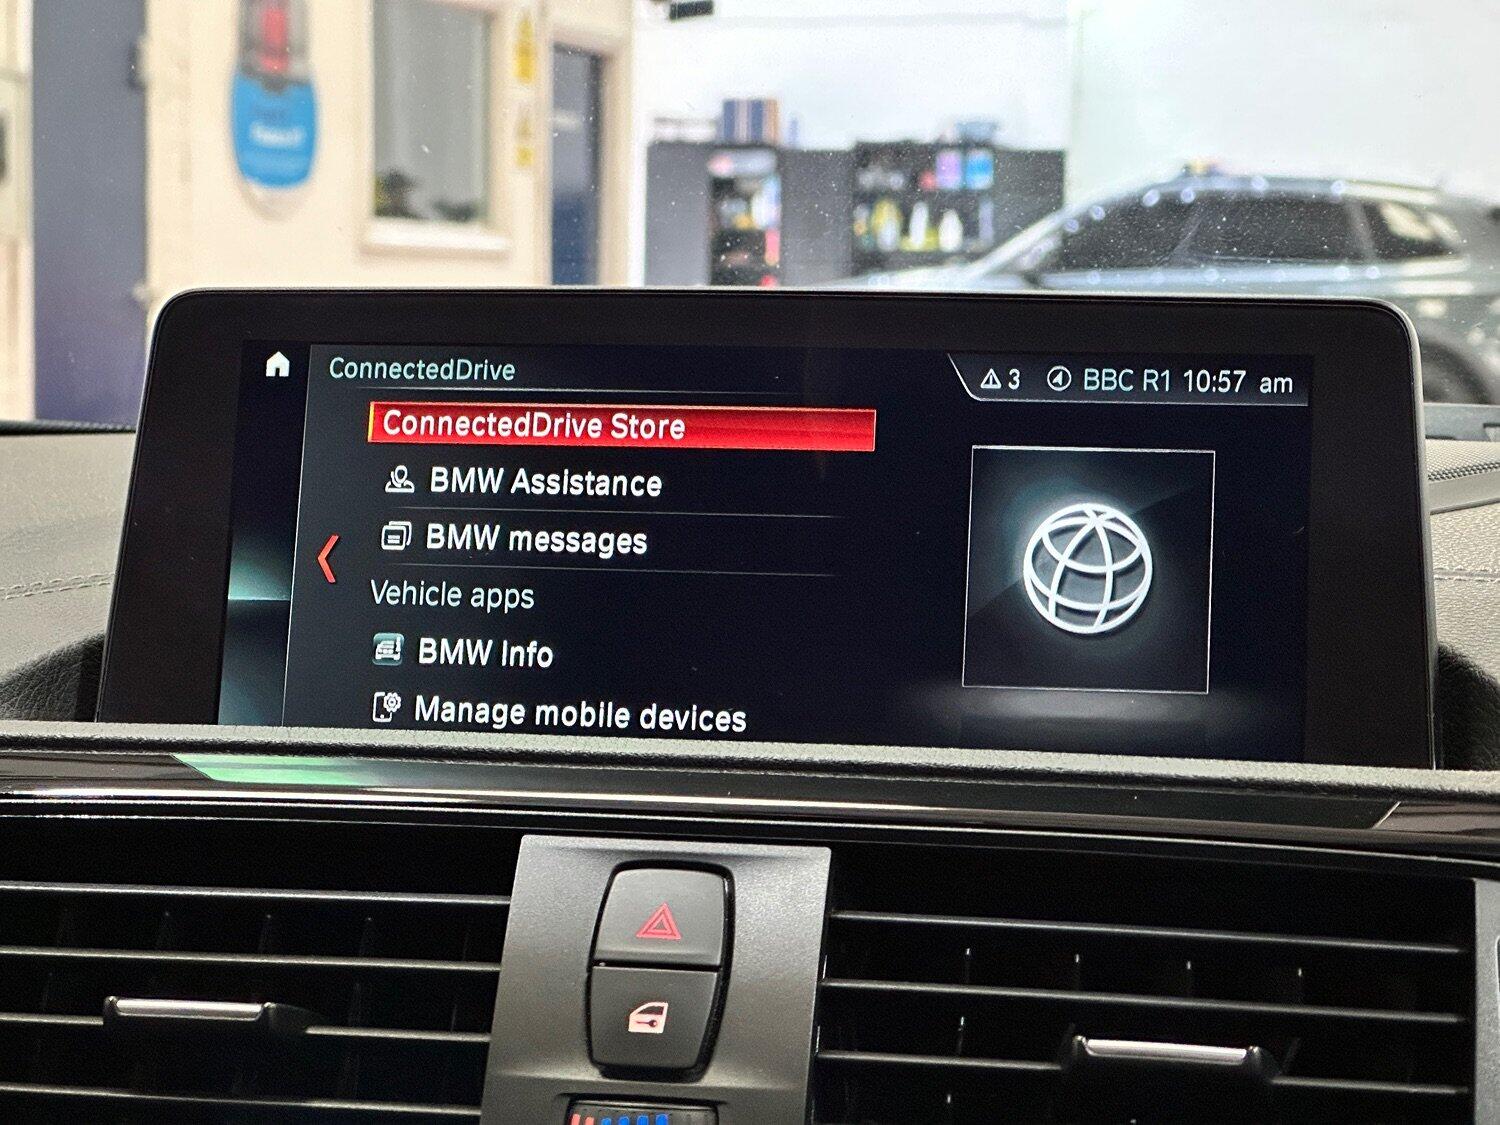 ConnectedDrive
3 BBC R1 10:57 am
ConnectedDrive Store
BMW Assistance
BMW messages
Vehicle apps
BMW Info
Manage mobile devices